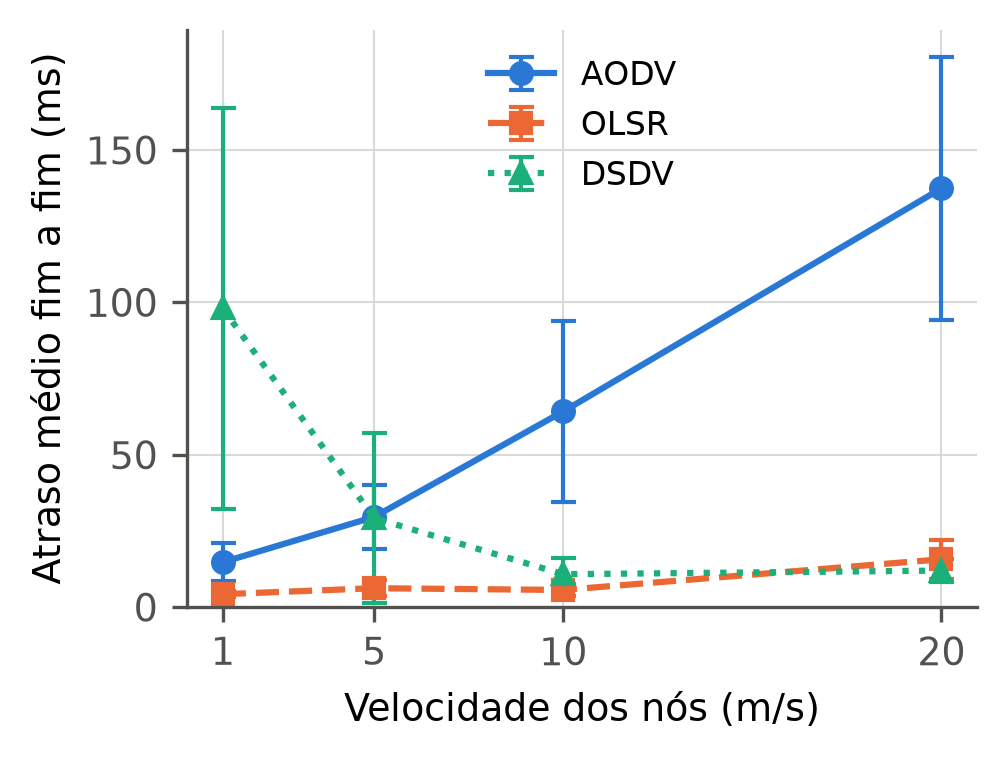 Atraso médio fim a fim (ms)
150
100
50
0
AODV
OLSR
DSDV
1 5 10 20
Velocidade dos nós (m/s)